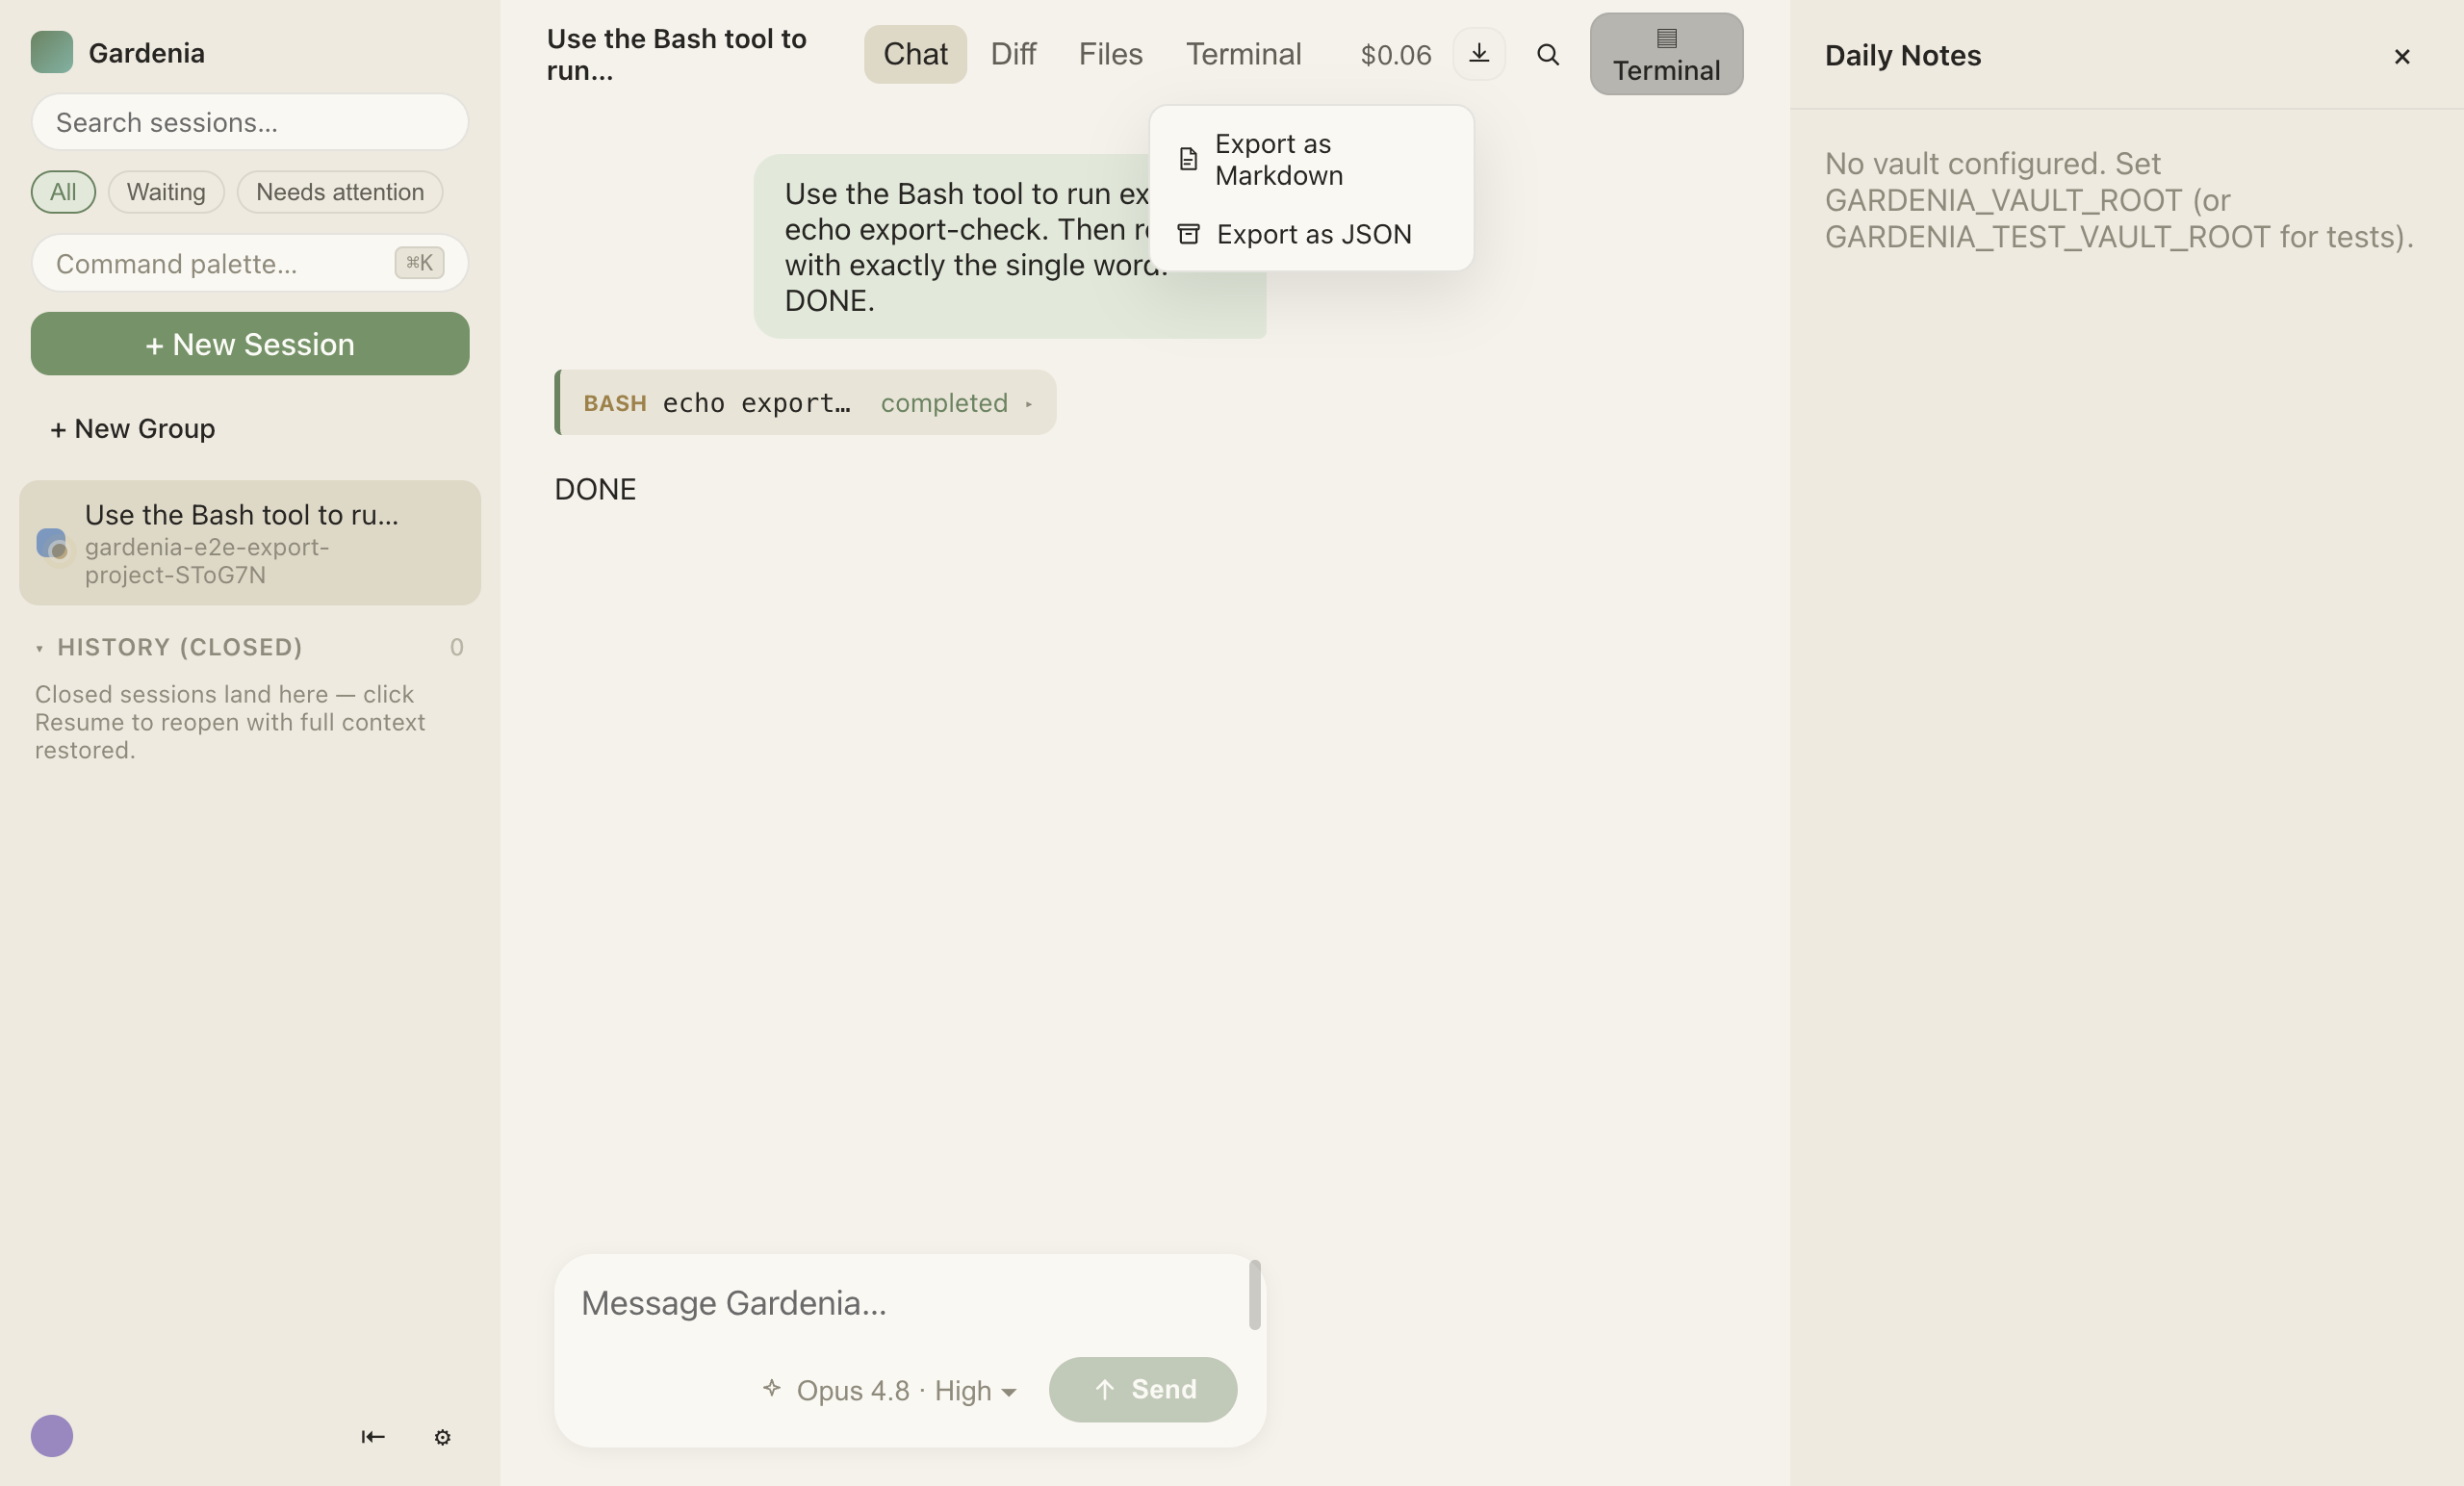 Gardenia
Search sessions...
All
Waiting
Needs attention
Command palette...
⌘K
+ New Session
+ New Group
Use the Bash tool to ru...
gardenia-e2e-export-
project-SToG7N
HISTORY (CLOSED)
0
Closed sessions land here — click
Resume to reopen with full context
restored.
Use the Bash tool to
run...
Chat
Diff
Files
Terminal
$0.06
Terminal
Export as
Markdown
Export as JSON
Use the Bash tool to run
echo export-check. Then
with exactly the single word:
DONE.
BASH echo export… completed
DONE
Message Gardenia...
Opus 4.8 · High
Send
Daily Notes
No vault configured. Set
GARDENIA_VAULT_ROOT (or
GARDENIA_TEST_VAULT_ROOT for tests).